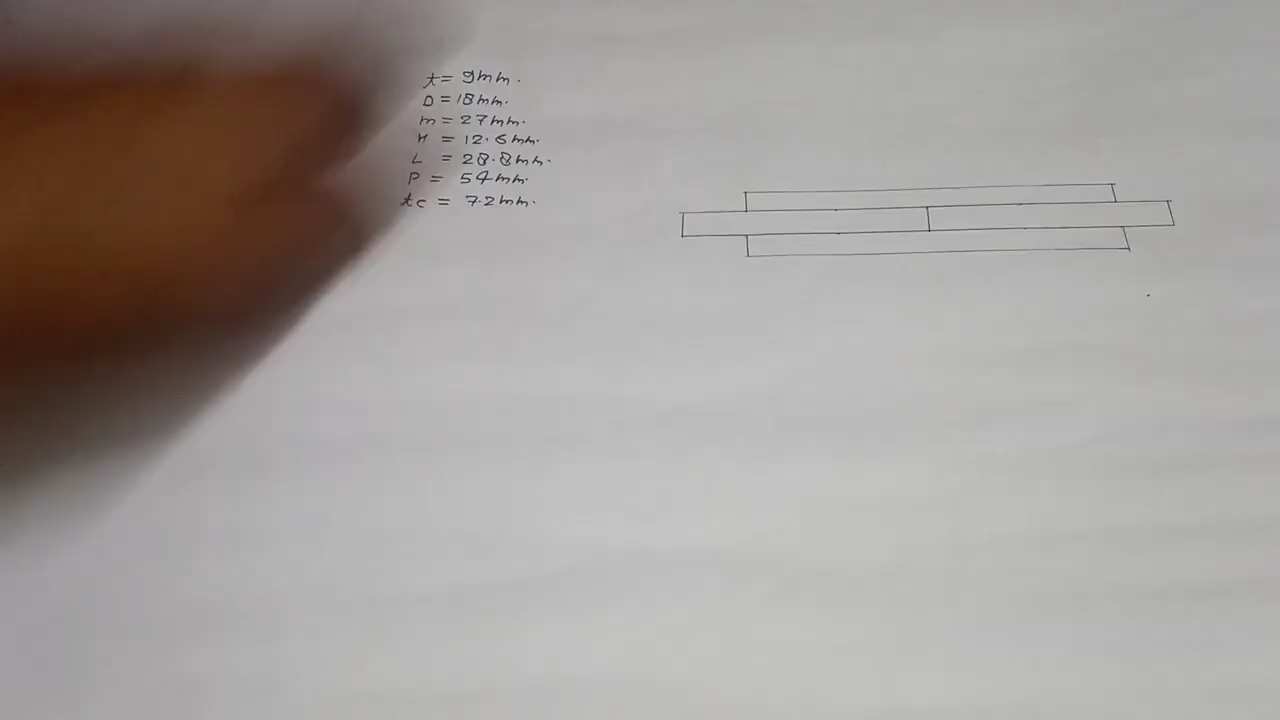 t = 9mm.
D = 18mm.
m = 27mm.
H = 12.6mm.
L = 28.8mm.
P = 54mm.
tc = 7.2mm.